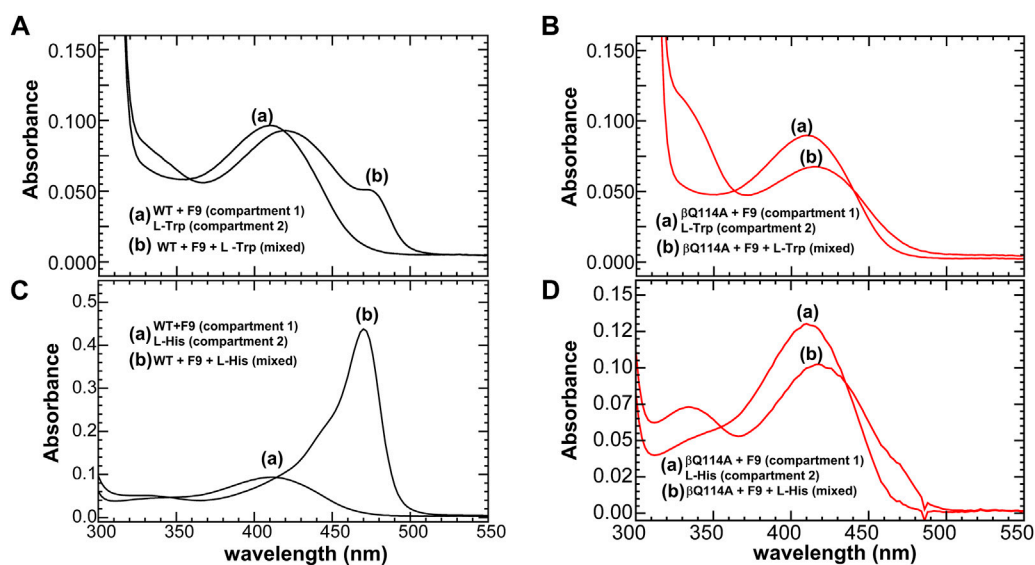 A
Absorbance
0.150
0.100
0.050
0.000
(a)
(b)
(a) WT + F9 (compartment 1)
L-Trp (compartment 2)
(b) WT + F9 + L -Trp (mixed)
B
Absorbance
0.150
0.100
0.050
0.000
(a)
(b)
(a) βQ114A + F9 (compartment 1)
L-Trp (compartment 2)
(b) βQ114A + F9 + L-Trp (mixed)
C
Absorbance
0.5
0.4
0.3
0.2
0.1
0.0
(b)
(a) WT+F9 (compartment 1)
L-His (compartment 2)
(b) WT + F9 + L-His (mixed)
(a)
300 350 400 450 500 550
wavelength (nm)
D
Absorbance
0.15
0.12
0.10
0.08
0.05
0.03
0.00
(a)
(b)
(a) βQ114A + F9 (compartment 1)
L-His (compartment 2)
(b) βQ114A + F9 + L-His (mixed)
300 350 400 450 500 550
wavelength (nm)